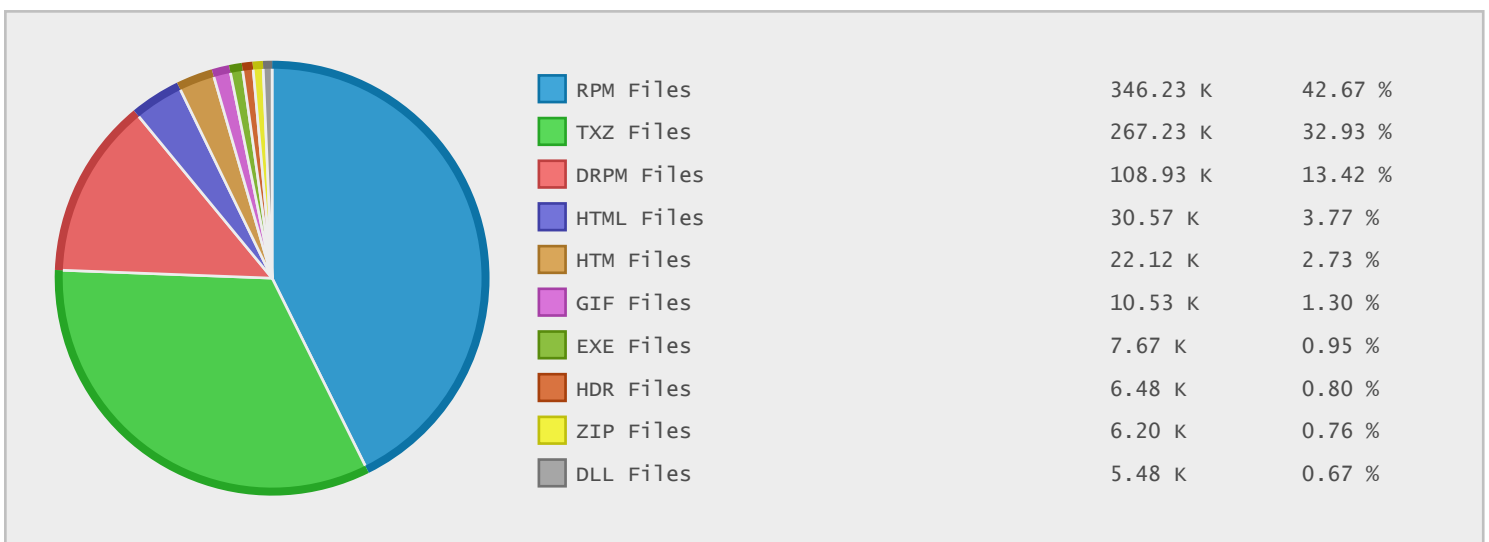 RPM Files 346.23 K 42.67 %
TXZ Files 267.23 K 32.93 %
DRPM Files 108.93 K 13.42 %
HTML Files 30.57 K 3.77 %
HTM Files 22.12 K 2.73 %
GIF Files 10.53 K 1.30 %
EXE Files 7.67 K 0.95 %
HDR Files 6.48 K 0.80 %
ZIP Files 6.20 K 0.76 %
DLL Files 5.48 K 0.67 %